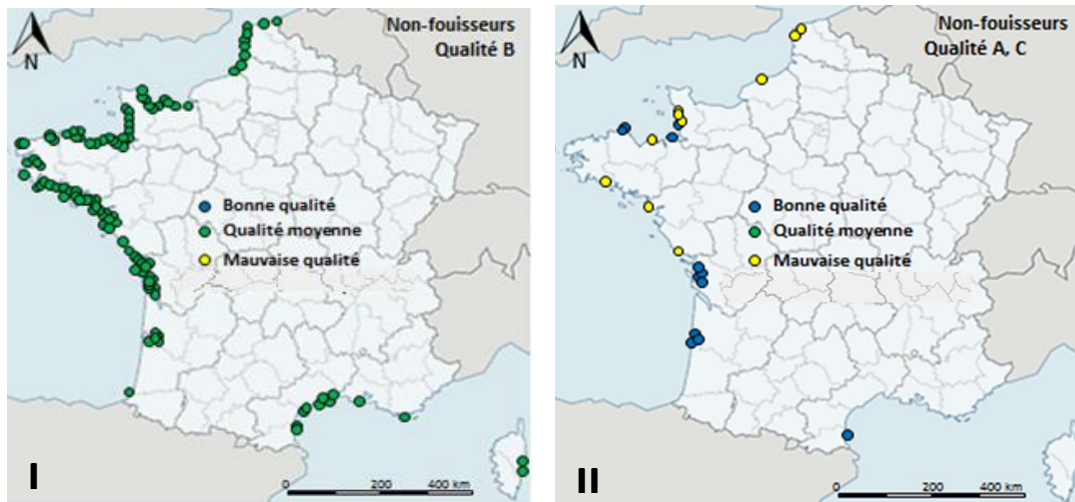 Non-fouisseurs
Qualité B
N
Bonne qualité
Qualité moyenne
Mauvaise qualité
I
0 200 400 km
Non-fouisseurs
Qualité A, C
N
Bonne qualité
Qualité moyenne
Mauvaise qualité
II
0 200 400 km